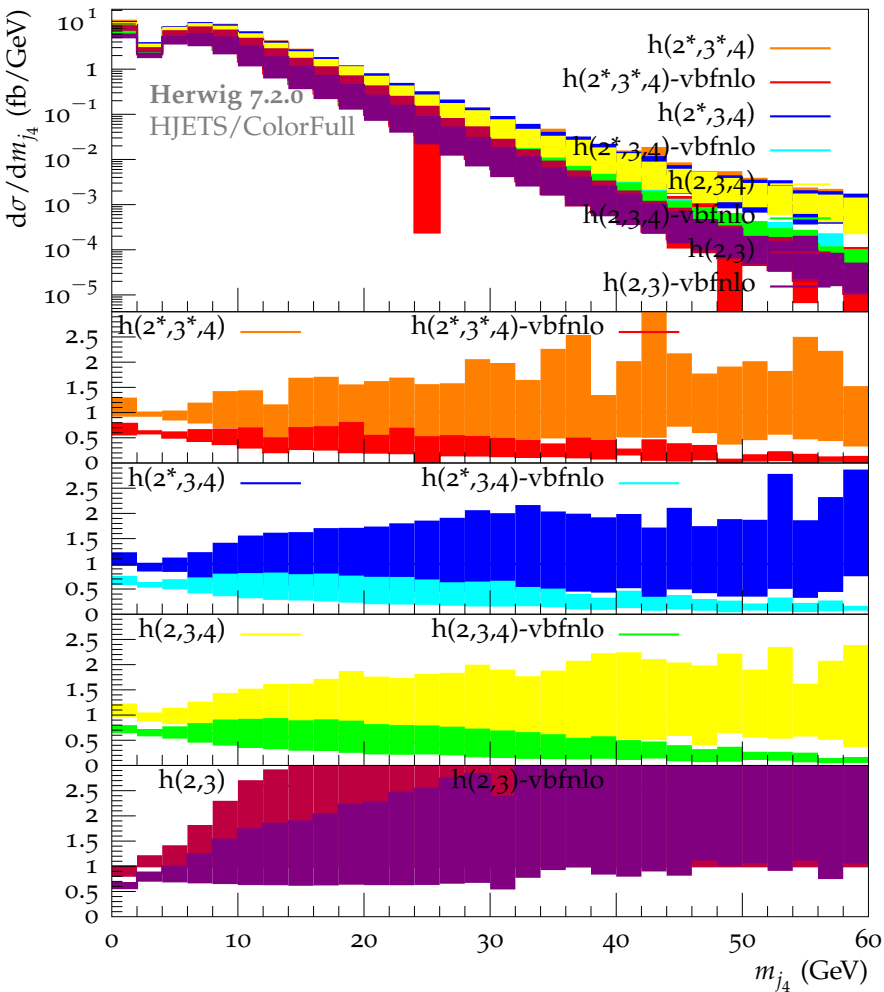 10^1
1
10^−1
10^−2
10^−3
10^−4
10^−5
dσ/dm_{j4} (fb/GeV)
Herwig 7.2.0
HJETS/ColorFull
h(2*,3*,4)
h(2*,3*,4)-vbfnlo
h(2*,3,4)
h(2*,3,4)-vbfnlo
h(2,3,4)
h(2,3,4)-vbfnlo
h(2,3)
h(2,3)-vbfnlo
h(2*,3*,4) h(2*,3*,4)-vbfnlo
2.5
2
1.5
1
0.5
0
h(2*,3,4) h(2*,3,4)-vbfnlo
2.5
2
1.5
1
0.5
0
h(2,3,4) h(2,3,4)-vbfnlo
2.5
2
1.5
1
0.5
0
h(2,3) h(2,3)-vbfnlo
2.5
2
1.5
1
0.5
0
0 10 20 30 40 50 60
m_{j4} (GeV)